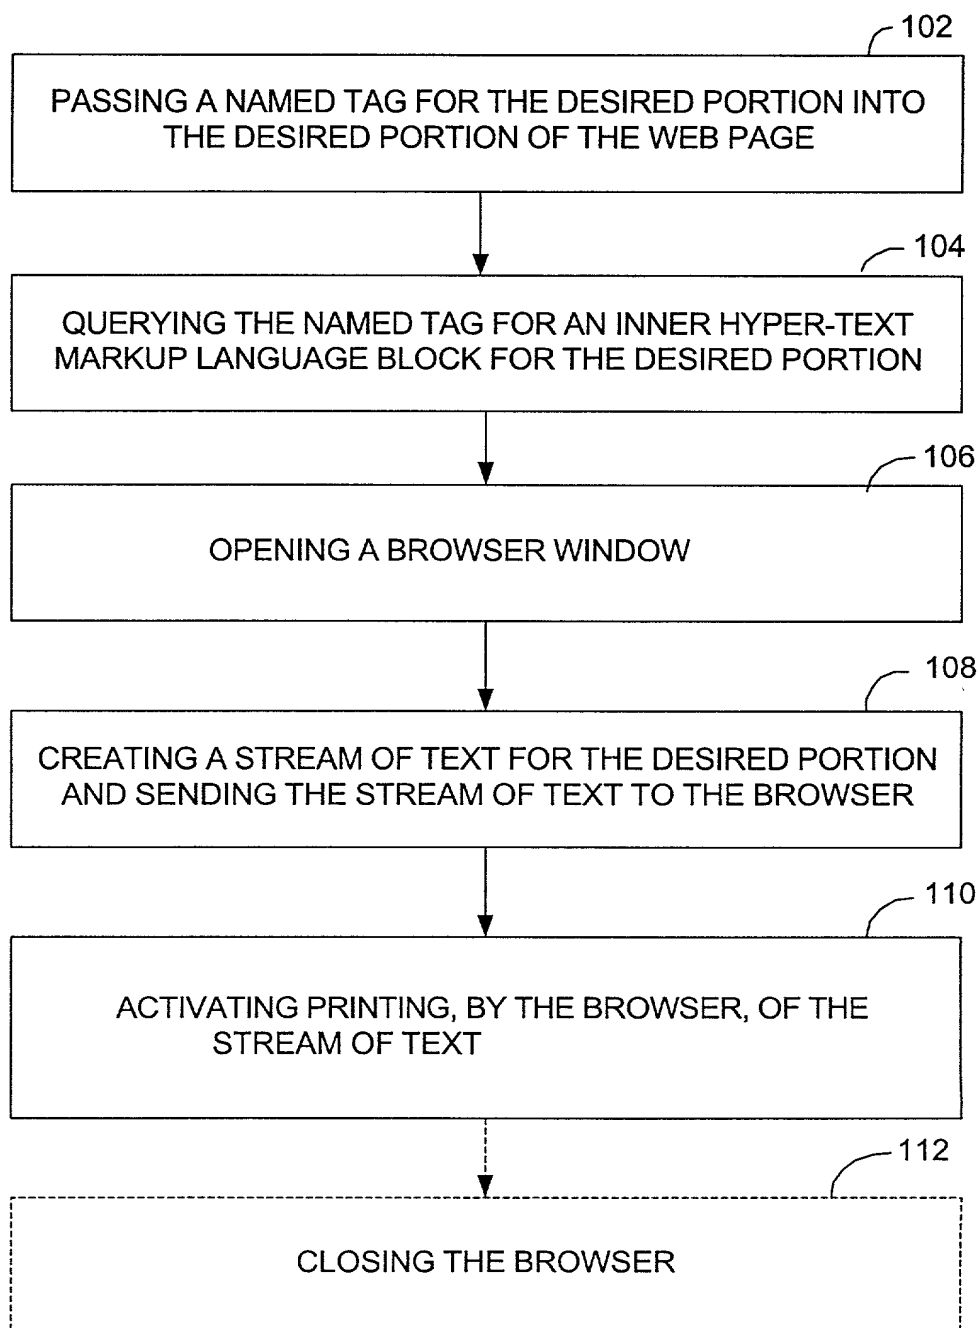 102
PASSING A NAMED TAG FOR THE DESIRED PORTION INTO
THE DESIRED PORTION OF THE WEB PAGE
104
QUERYING THE NAMED TAG FOR AN INNER HYPER-TEXT
MARKUP LANGUAGE BLOCK FOR THE DESIRED PORTION
106
OPENING A BROWSER WINDOW
108
CREATING A STREAM OF TEXT FOR THE DESIRED PORTION
AND SENDING THE STREAM OF TEXT TO THE BROWSER
110
ACTIVATING PRINTING, BY THE BROWSER, OF THE
STREAM OF TEXT
112
CLOSING THE BROWSER